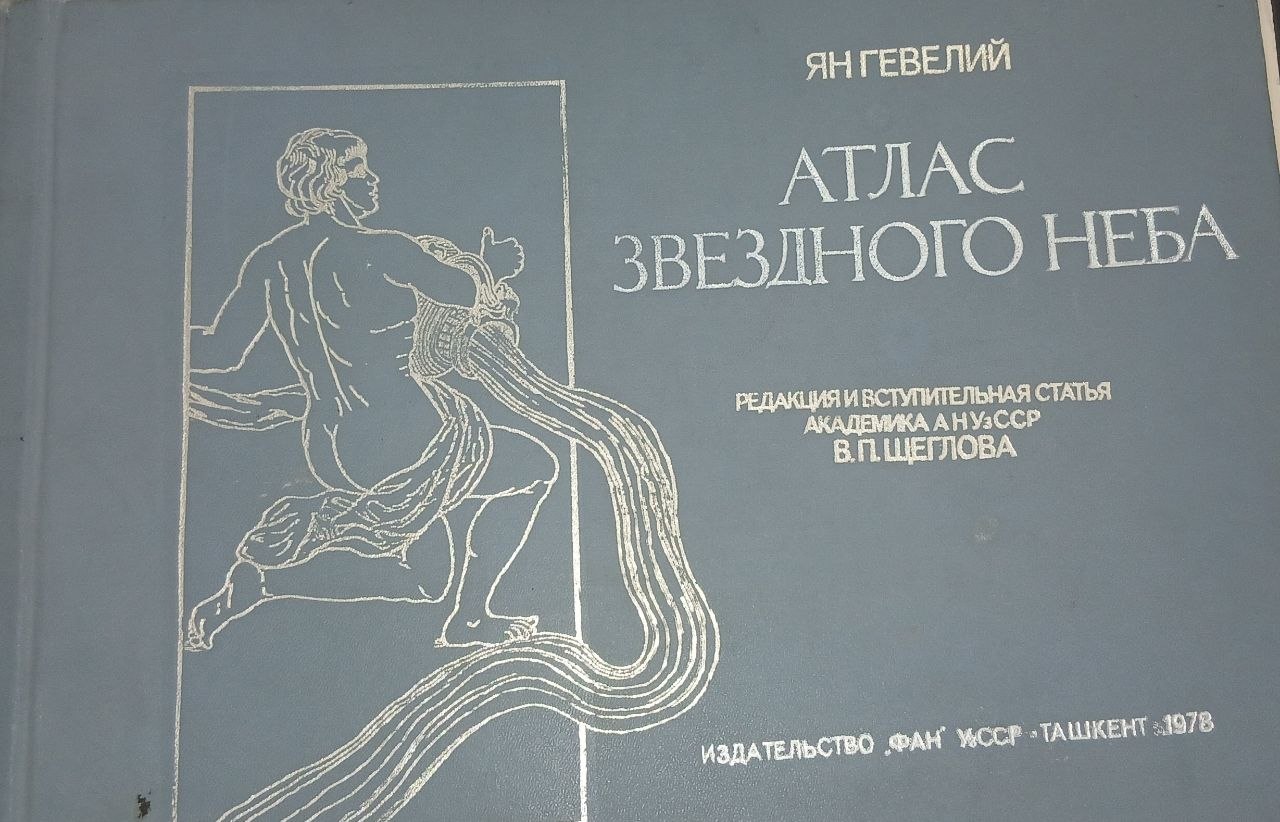 ЯН ГЕВЕЛИЙ
АТЛАС
ЗВЕЗДНОГО НЕБА
РЕДАКЦИЯ И ВСТУПИТЕЛЬНАЯ СТАТЬЯ
АКАДЕМИКА АН УзССР
В.П. ЩЕГЛОВА
ИЗДАТЕЛЬСТВО „ФАН" УзССР · ТАШКЕНТ · 1978